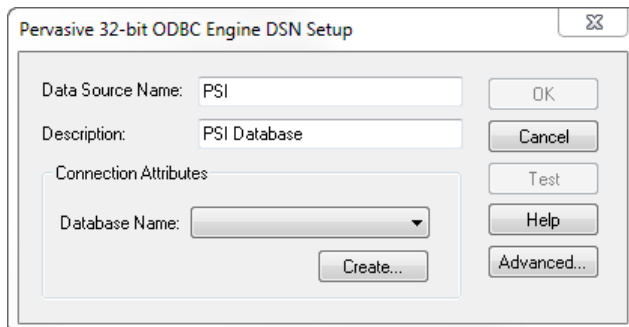 Pervasive 32-bit ODBC Engine DSN Setup
Data Source Name: PSI
OK
Description: PSI Database
Cancel
Connection Attributes
Test
Database Name:
Help
Create...
Advanced...